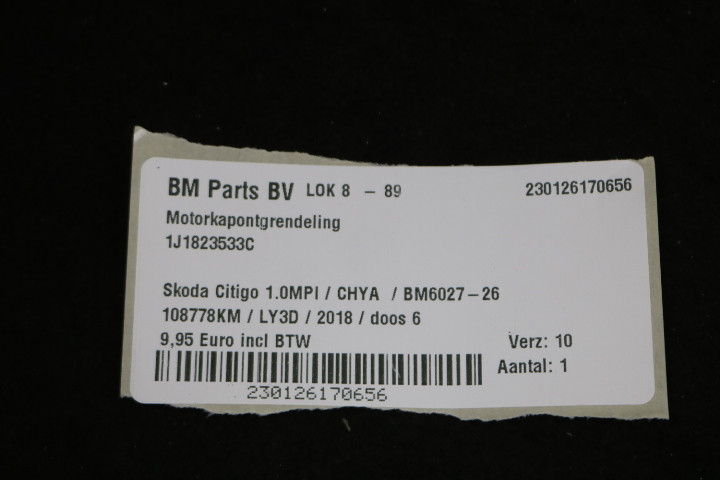 BM Parts BV LOK 8 - 89 230126170656
Motorkapontgrendeling
1J1823533C
Skoda Citigo 1.0MPI / CHYA / BM6027-26
108778KM / LY3D / 2018 / doos 6
9,95 Euro incl BTW Verz: 10
Aantal: 1
230126170656